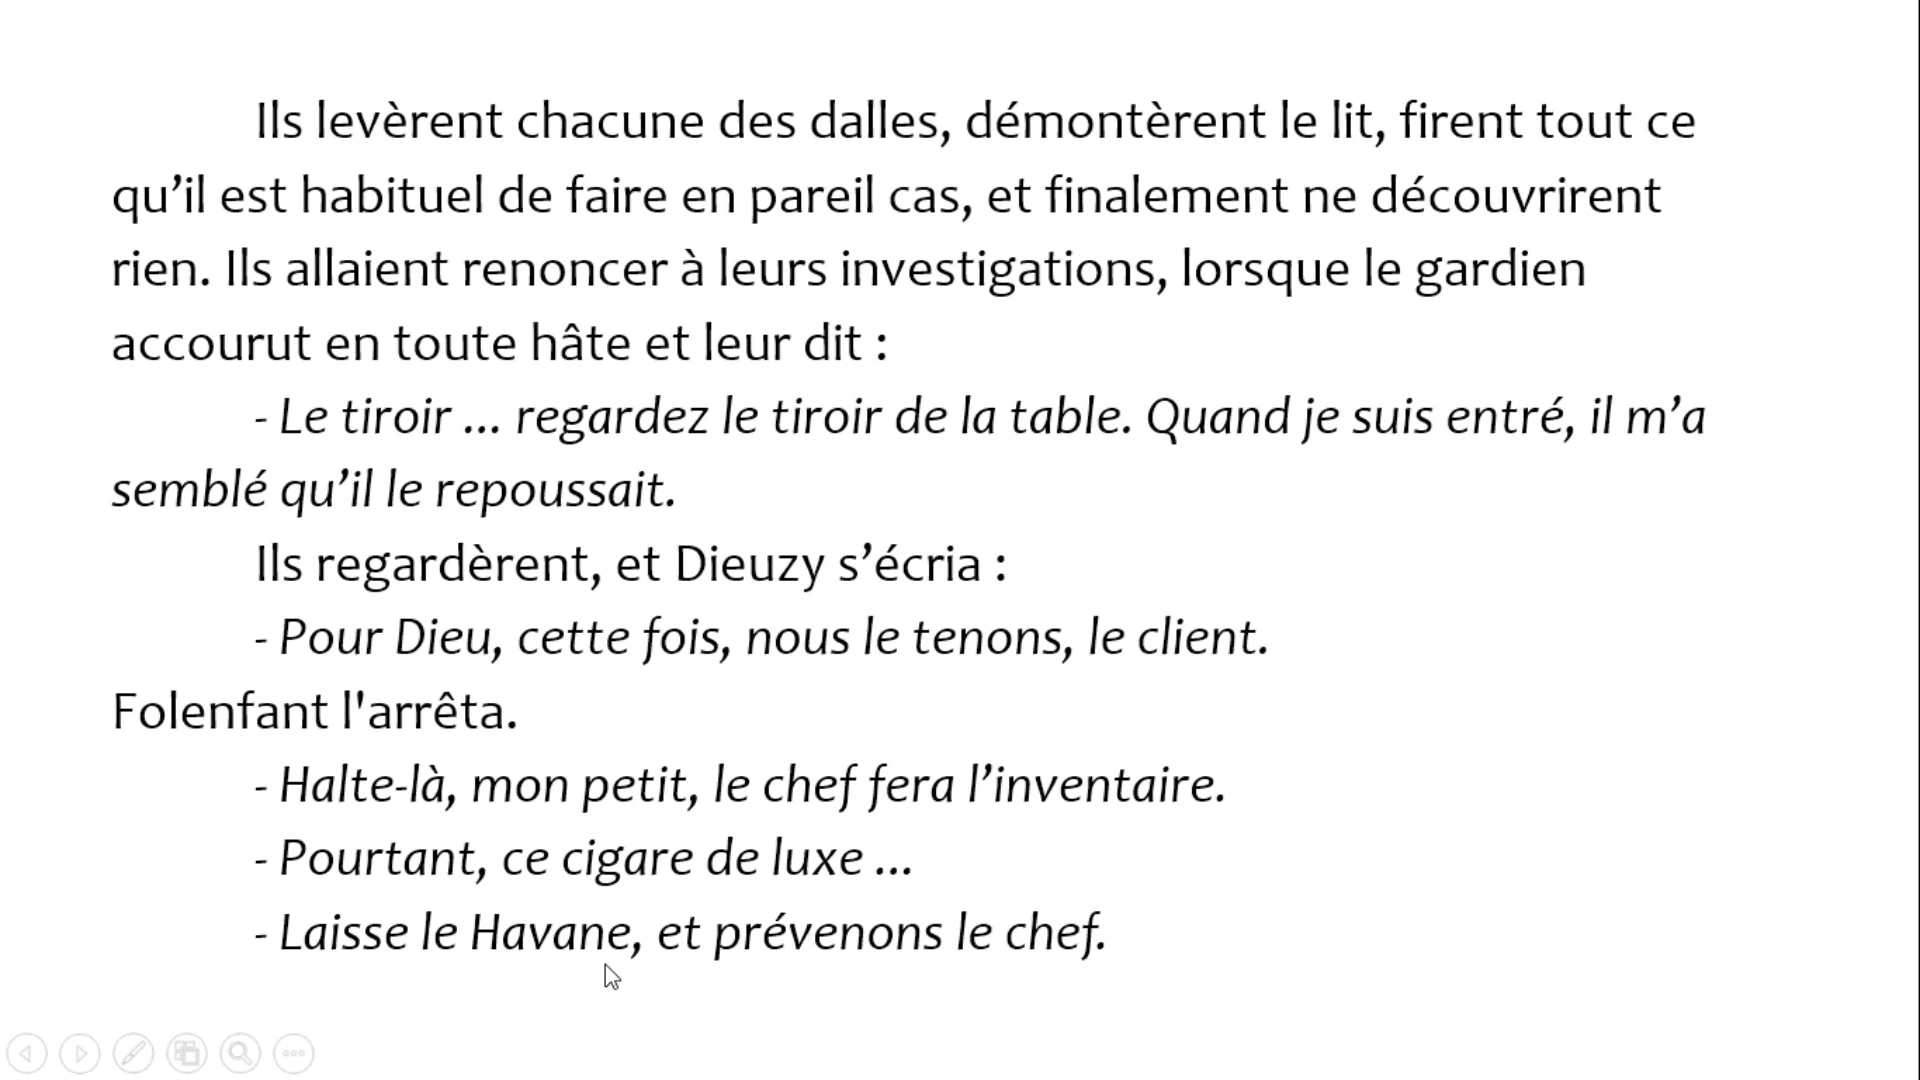 Ils levèrent chacune des dalles, démontèrent le lit, firent tout ce
qu’il est habituel de faire en pareil cas, et finalement ne découvrirent
rien. Ils allaient renoncer à leurs investigations, lorsque le gardien
accourut en toute hâte et leur dit :
- Le tiroir ... regardez le tiroir de la table. Quand je suis entré, il m’a
semblé qu’il le repoussait.
Ils regardèrent, et Dieuzy s’écria :
- Pour Dieu, cette fois, nous le tenons, le client.
Folenfant l'arrêta.
- Halte-là, mon petit, le chef fera l’inventaire.
- Pourtant, ce cigare de luxe ...
- Laisse le Havane, et prévenons le chef.